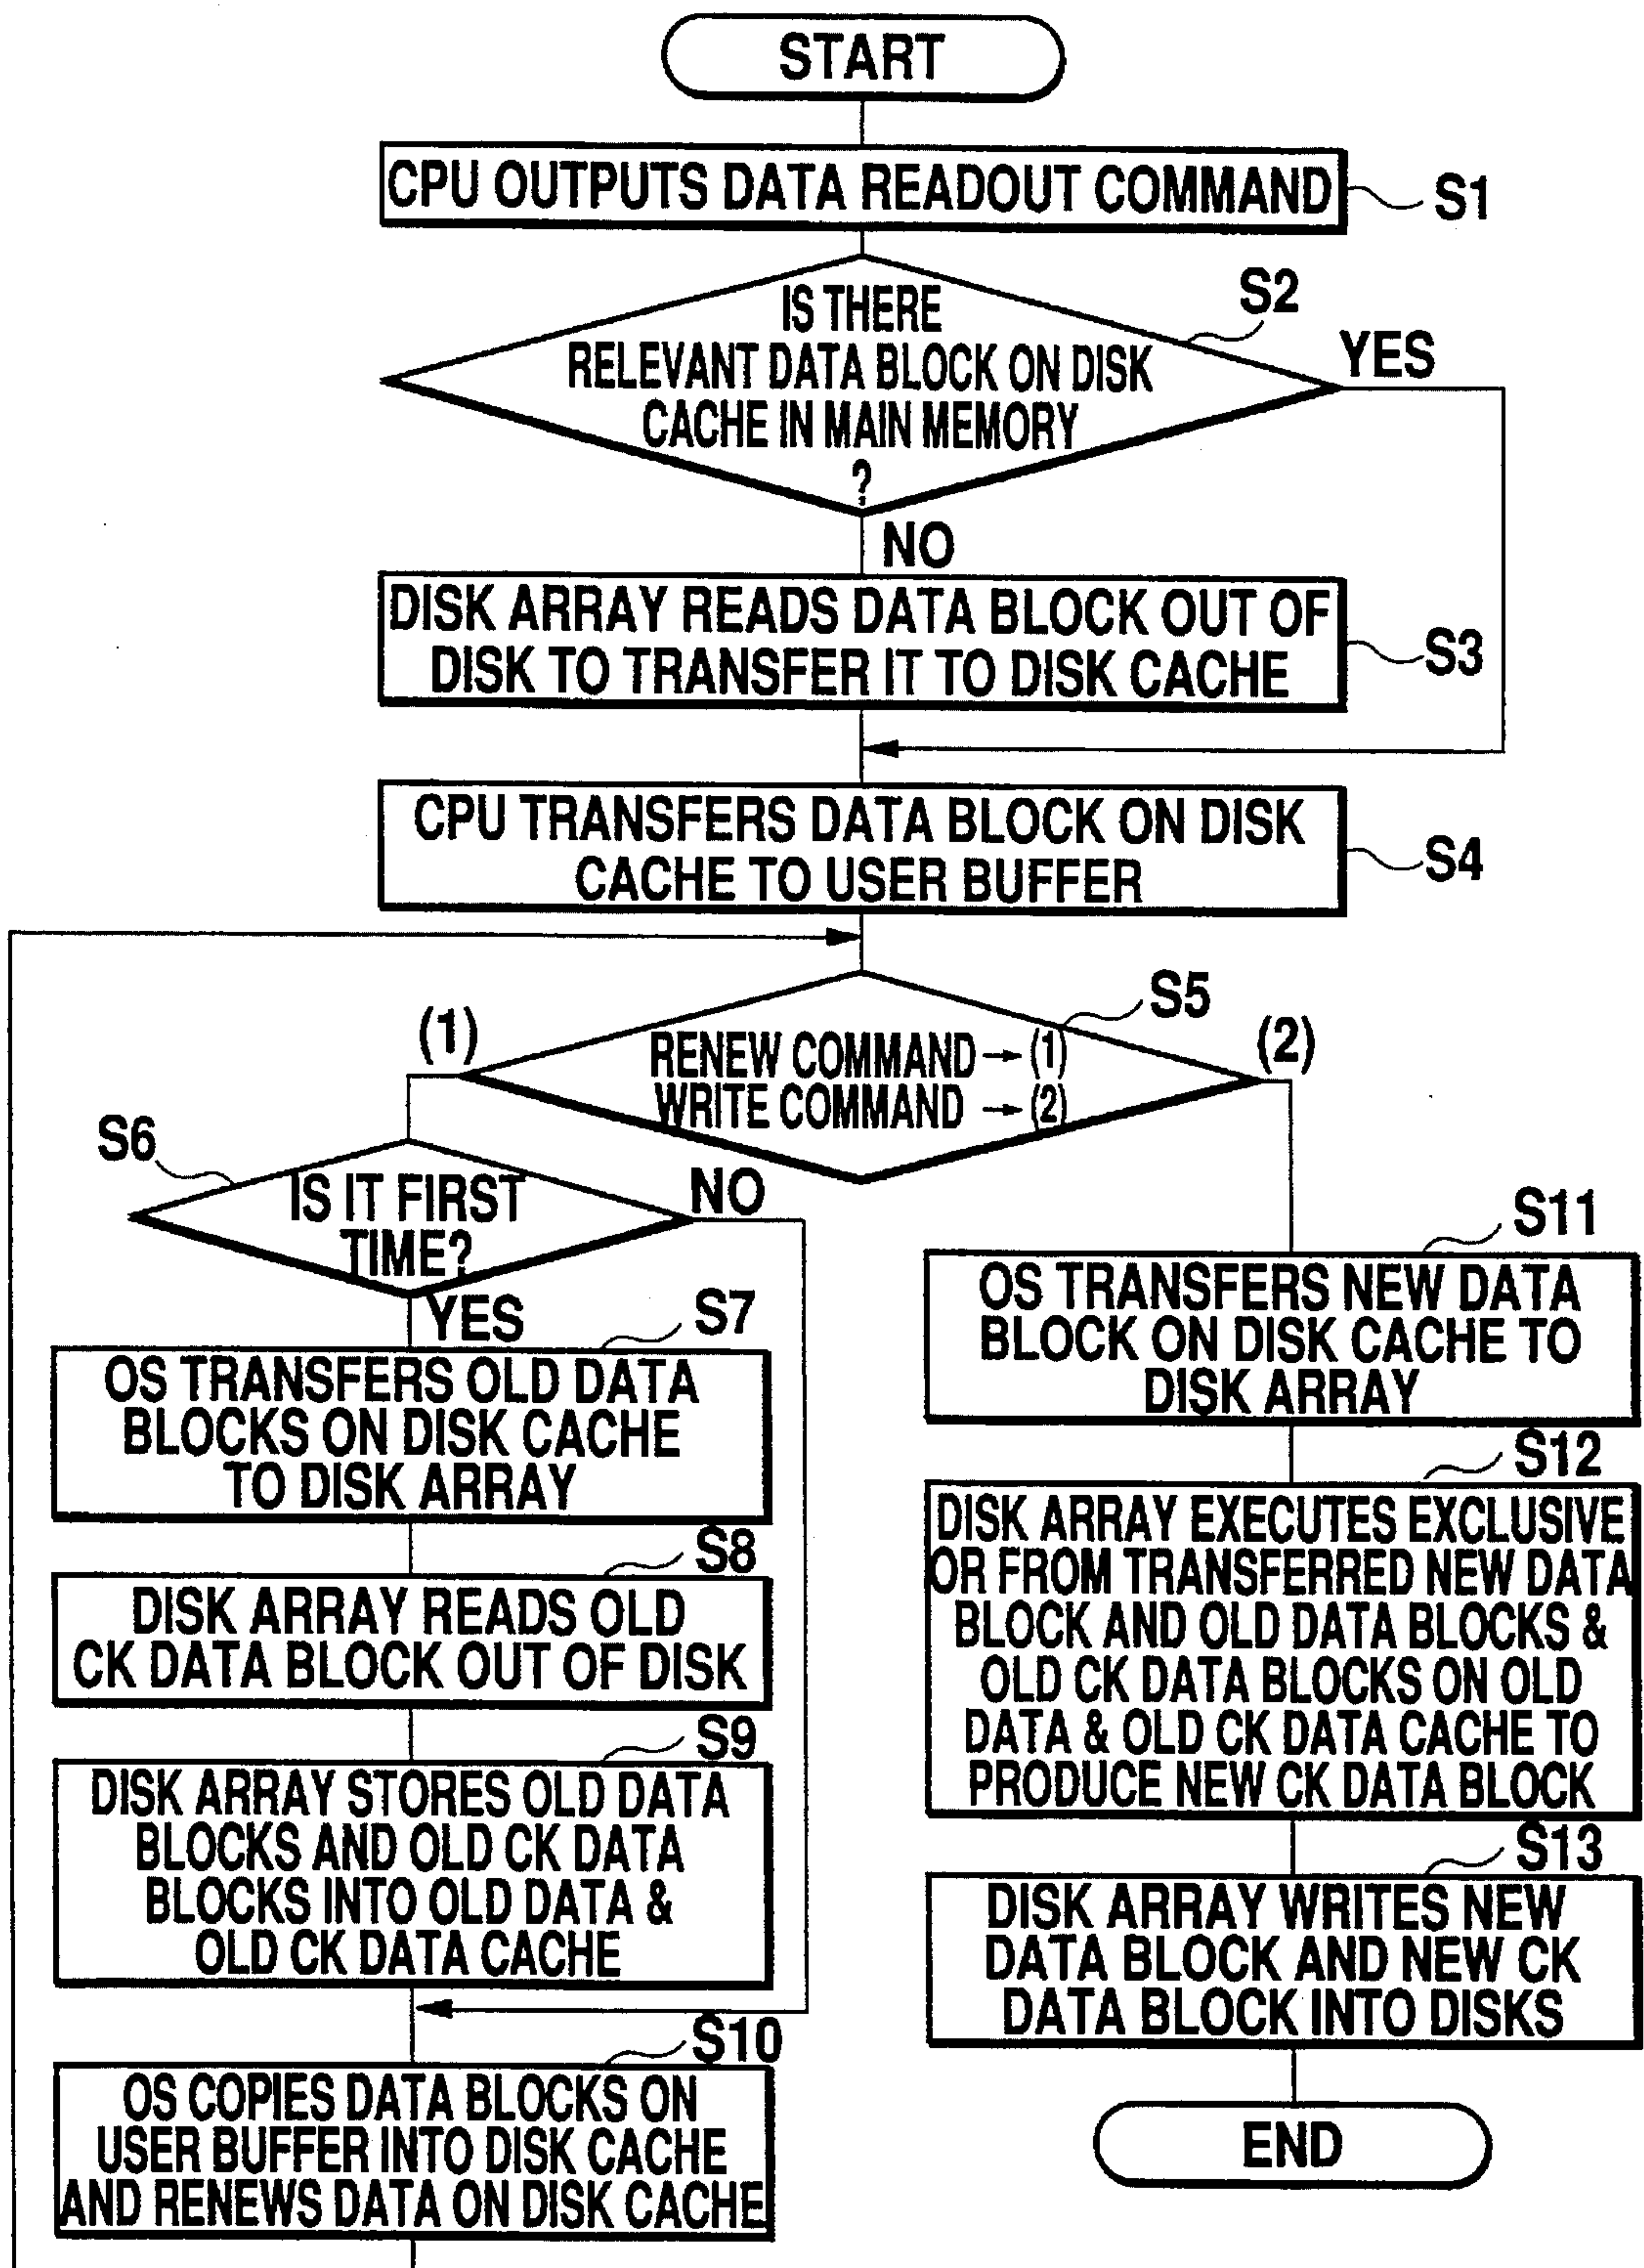 START
CPU OUTPUTS DATA READOUT COMMAND
S1
S2
IS THERE
RELEVANT DATA BLOCK ON DISK
CACHE IN MAIN MEMORY
?
YES
NO
DISK ARRAY READS DATA BLOCK OUT OF
DISK TO TRANSFER IT TO DISK CACHE
S3
CPU TRANSFERS DATA BLOCK ON DISK
CACHE TO USER BUFFER
S4
S5
(1)
RENEW COMMAND → (1)
WRITE COMMAND → (2)
(2)
S6
IS IT FIRST
TIME?
NO
YES
S7
OS TRANSFERS OLD DATA
BLOCKS ON DISK CACHE
TO DISK ARRAY
S8
DISK ARRAY READS OLD
CK DATA BLOCK OUT OF DISK
S9
DISK ARRAY STORES OLD DATA
BLOCKS AND OLD CK DATA
BLOCKS INTO OLD DATA &
OLD CK DATA CACHE
S10
OS COPIES DATA BLOCKS ON
USER BUFFER INTO DISK CACHE
AND RENEWS DATA ON DISK CACHE
S11
OS TRANSFERS NEW DATA
BLOCK ON DISK CACHE TO
DISK ARRAY
S12
DISK ARRAY EXECUTES EXCLUSIVE
OR FROM TRANSFERRED NEW DATA
BLOCK AND OLD DATA BLOCKS &
OLD CK DATA BLOCKS ON OLD
DATA & OLD CK DATA CACHE TO
PRODUCE NEW CK DATA BLOCK
S13
DISK ARRAY WRITES NEW
DATA BLOCK AND NEW CK
DATA BLOCK INTO DISKS
END